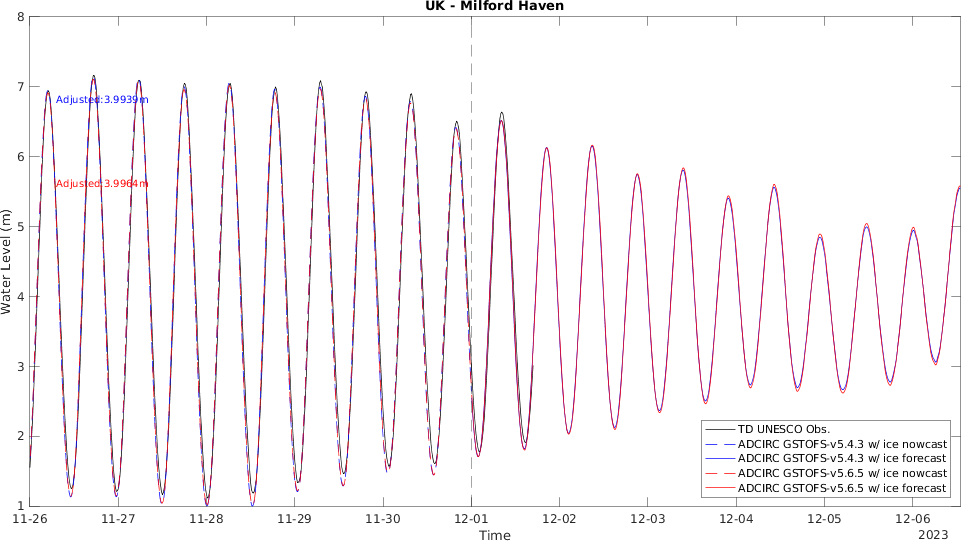 UK - Milford Haven
8
7
6
5
4
3
2
1
Water Level (m)
Adjusted:3.9939m
Adjusted:3.9964m
TD UNESCO Obs.
ADCIRC GSTOFS-v5.4.3 w/ ice nowcast
ADCIRC GSTOFS-v5.4.3 w/ ice forecast
ADCIRC GSTOFS-v5.6.5 w/ ice nowcast
ADCIRC GSTOFS-v5.6.5 w/ ice forecast
11-26 11-27 11-28 11-29 11-30 12-01 12-02 12-03 12-04 12-05 12-06
Time
2023